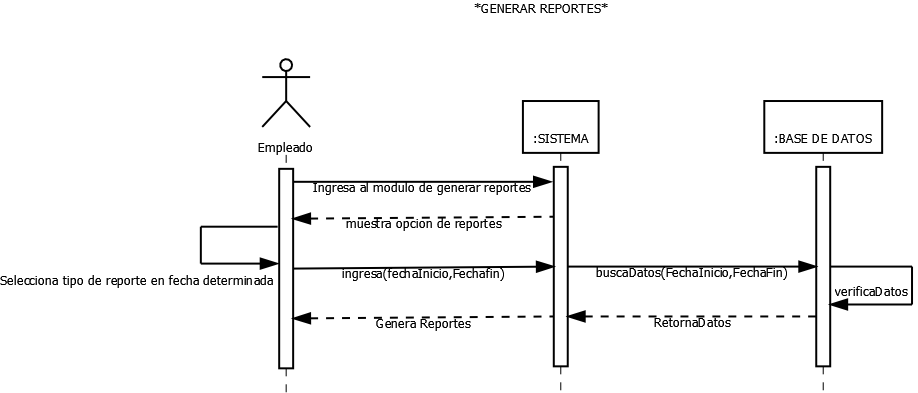 *GENERAR REPORTES*
Empleado
:SISTEMA
:BASE DE DATOS
Ingresa al modulo de generar reportes
muestra opcion de reportes
Selecciona tipo de reporte en fecha determinada
ingresa(fechaInicio,Fechafin)
buscaDatos(FechaInicio,FechaFin)
verificaDatos
RetornaDatos
Genera Reportes